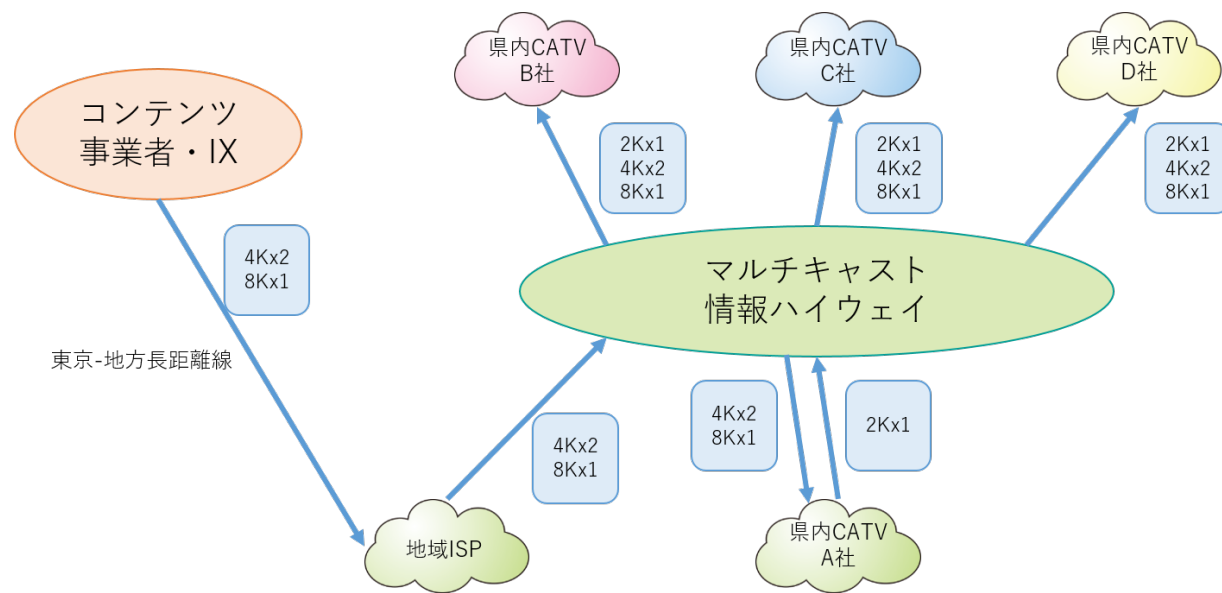 県内CATV
B社
県内CATV
C社
県内CATV
D社
コンテンツ
事業者・IX
2Kx1
4Kx2
8Kx1
2Kx1
4Kx2
8Kx1
2Kx1
4Kx2
8Kx1
4Kx2
8Kx1
マルチキャスト
情報ハイウェイ
東京-地方長距離線
4Kx2
8Kx1
4Kx2
8Kx1
2Kx1
地域ISP
県内CATV
A社